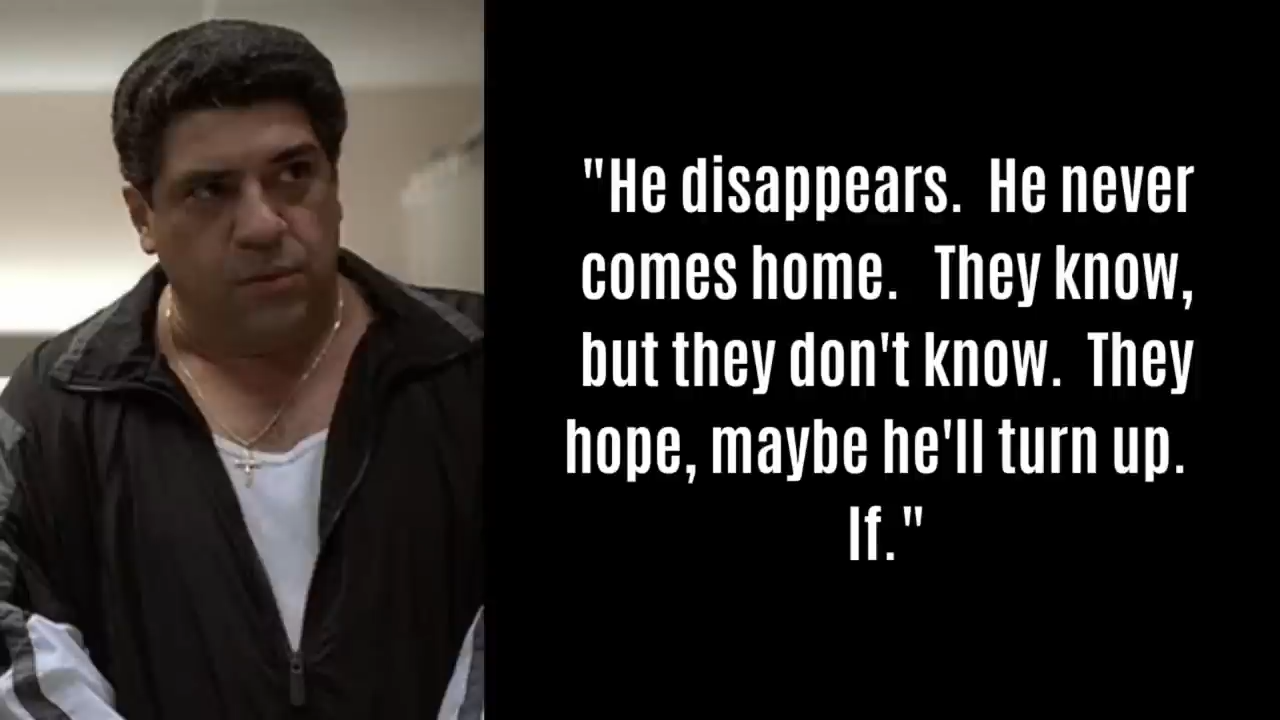 "He disappears.  He never
comes home.   They know,
but they don't know.  They
hope, maybe he'll turn up.
If."